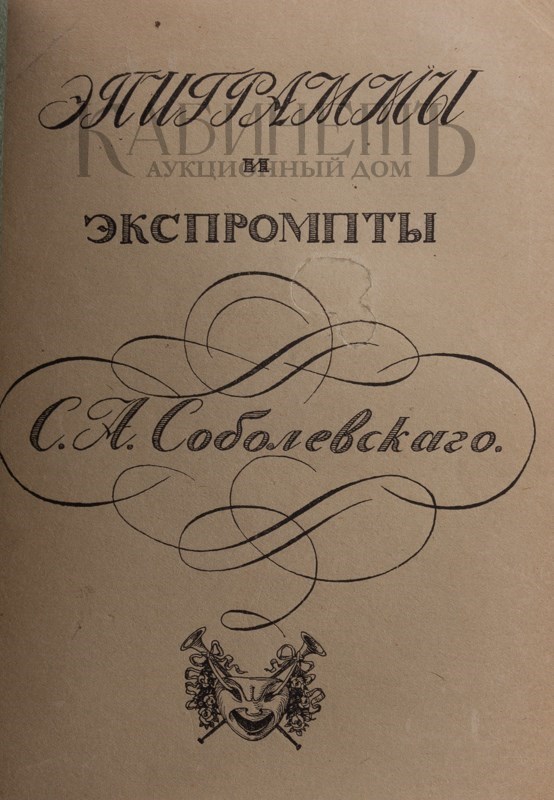 ЭПИГРАММЫ
КАБИНЕТЪ
и
АУКЦИОННЫЙ ДОМ
ЭКСПРОМПТЫ
С. А. Соболевскаго.